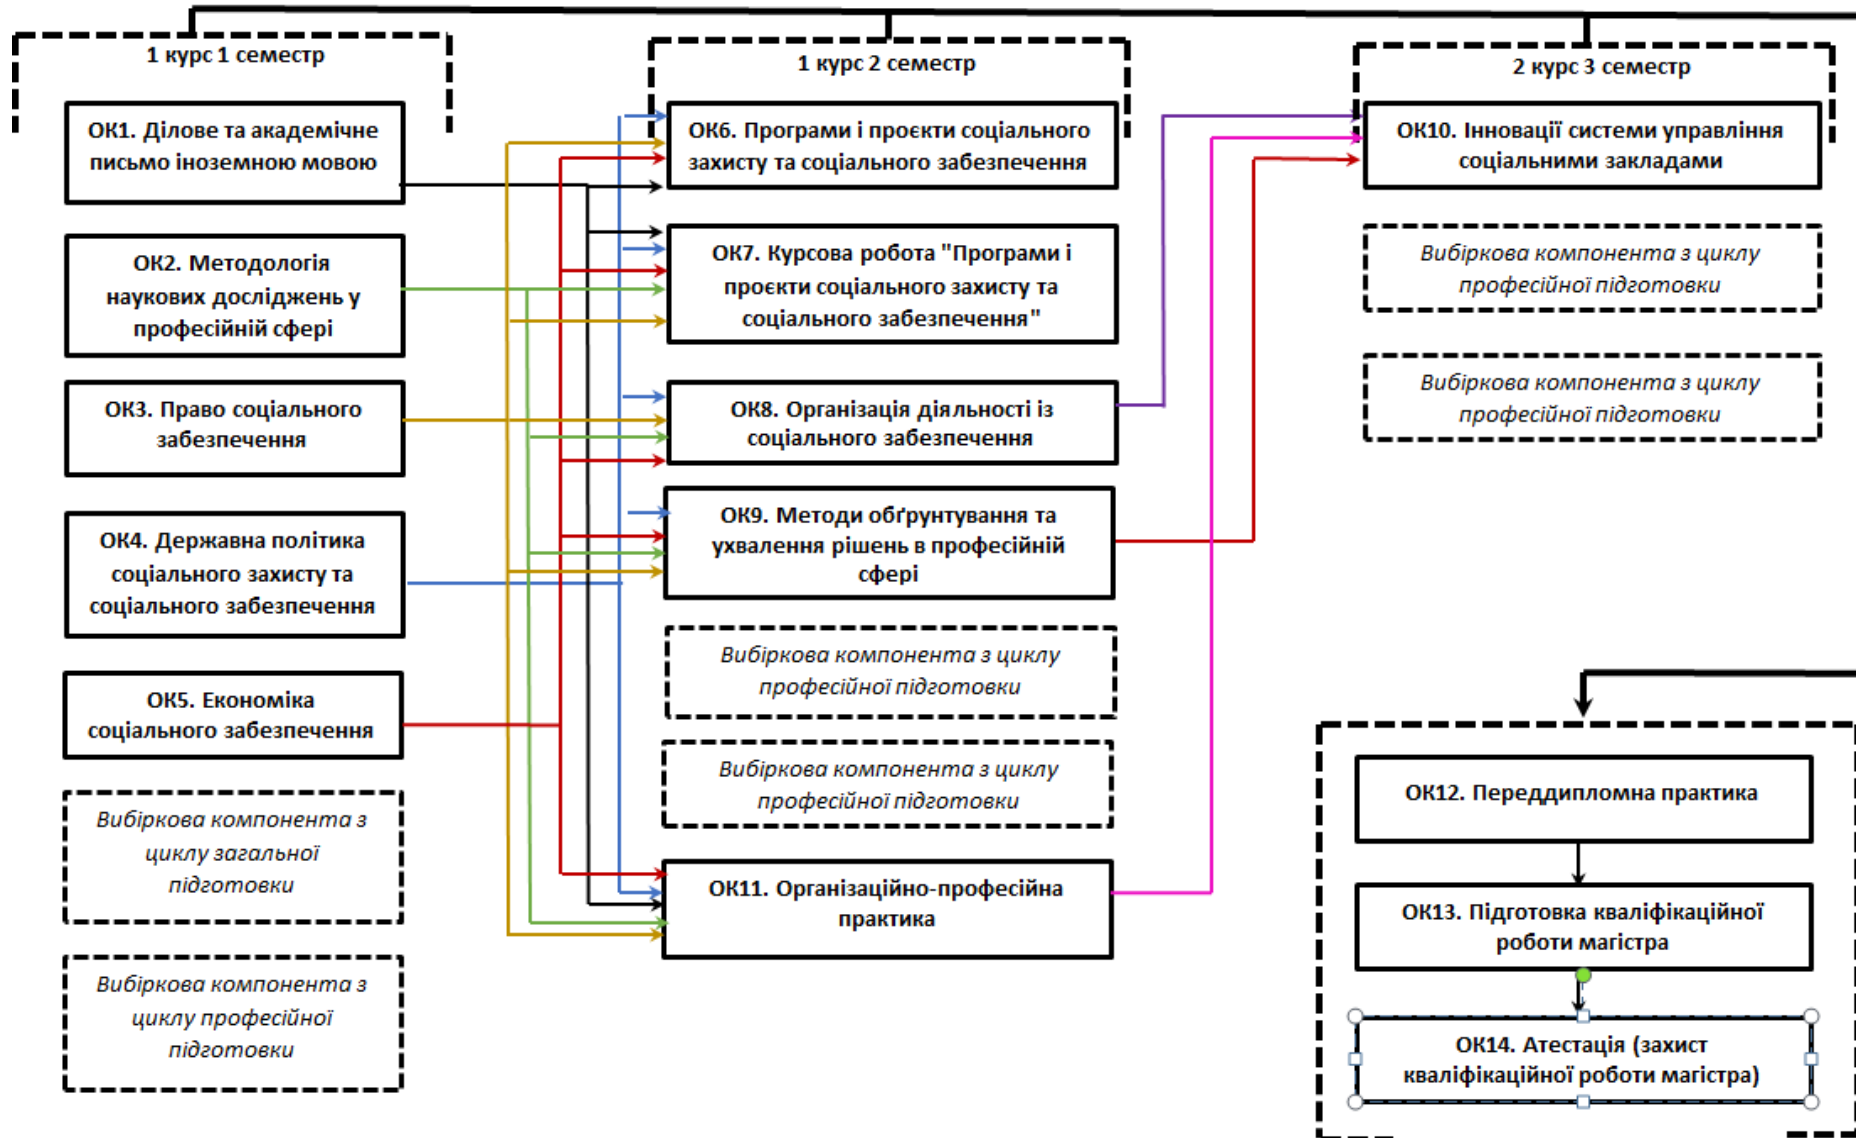 1 курс 1 семестр
ОК1. Ділове та академічне
письмо іноземною мовою
ОК2. Методологія
наукових досліджень у
професійній сфері
ОК3. Право соціального
забезпечення
ОК4. Державна політика
соціального захисту та
соціального забезпечення
ОК5. Економіка
соціального забезпечення
Вибіркова компонента з
циклу загальної
підготовки
Вибіркова компонента з
циклу професійної
підготовки
1 курс 2 семестр
ОК6. Програми і проєкти соціального
захисту та соціального забезпечення
ОК7. Курсова робота "Програми і
проєкти соціального захисту та
соціального забезпечення"
ОК8. Організація діяльності із
соціального забезпечення
ОК9. Методи обґрунтування та
ухвалення рішень в професійній
сфері
Вибіркова компонента з циклу
професійної підготовки
Вибіркова компонента з циклу
професійної підготовки
ОК11. Організаційно-професійна
практика
2 курс 3 семестр
ОК10. Інновації системи управління
соціальними закладами
Вибіркова компонента з циклу
професійної підготовки
Вибіркова компонента з циклу
професійної підготовки
ОК12. Переддипломна практика
ОК13. Підготовка кваліфікаційної
роботи магістра
ОК14. Атестація (захист
кваліфікаційної роботи магістра)